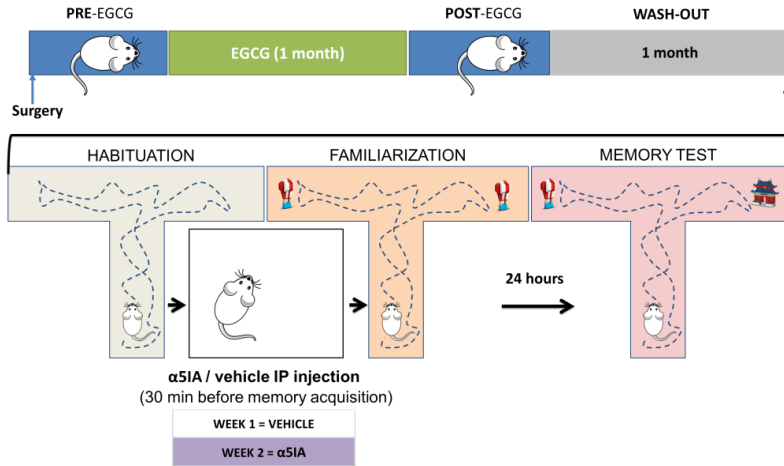 PRE-EGCG
POST-EGCG
WASH-OUT
EGCG (1 month)
1 month
Surgery
HABITUATION
FAMILIARIZATION
MEMORY TEST
24 hours
α5IA / vehicle IP injection
(30 min before memory acquisition)
WEEK 1 = VEHICLE
WEEK 2 = α5IA